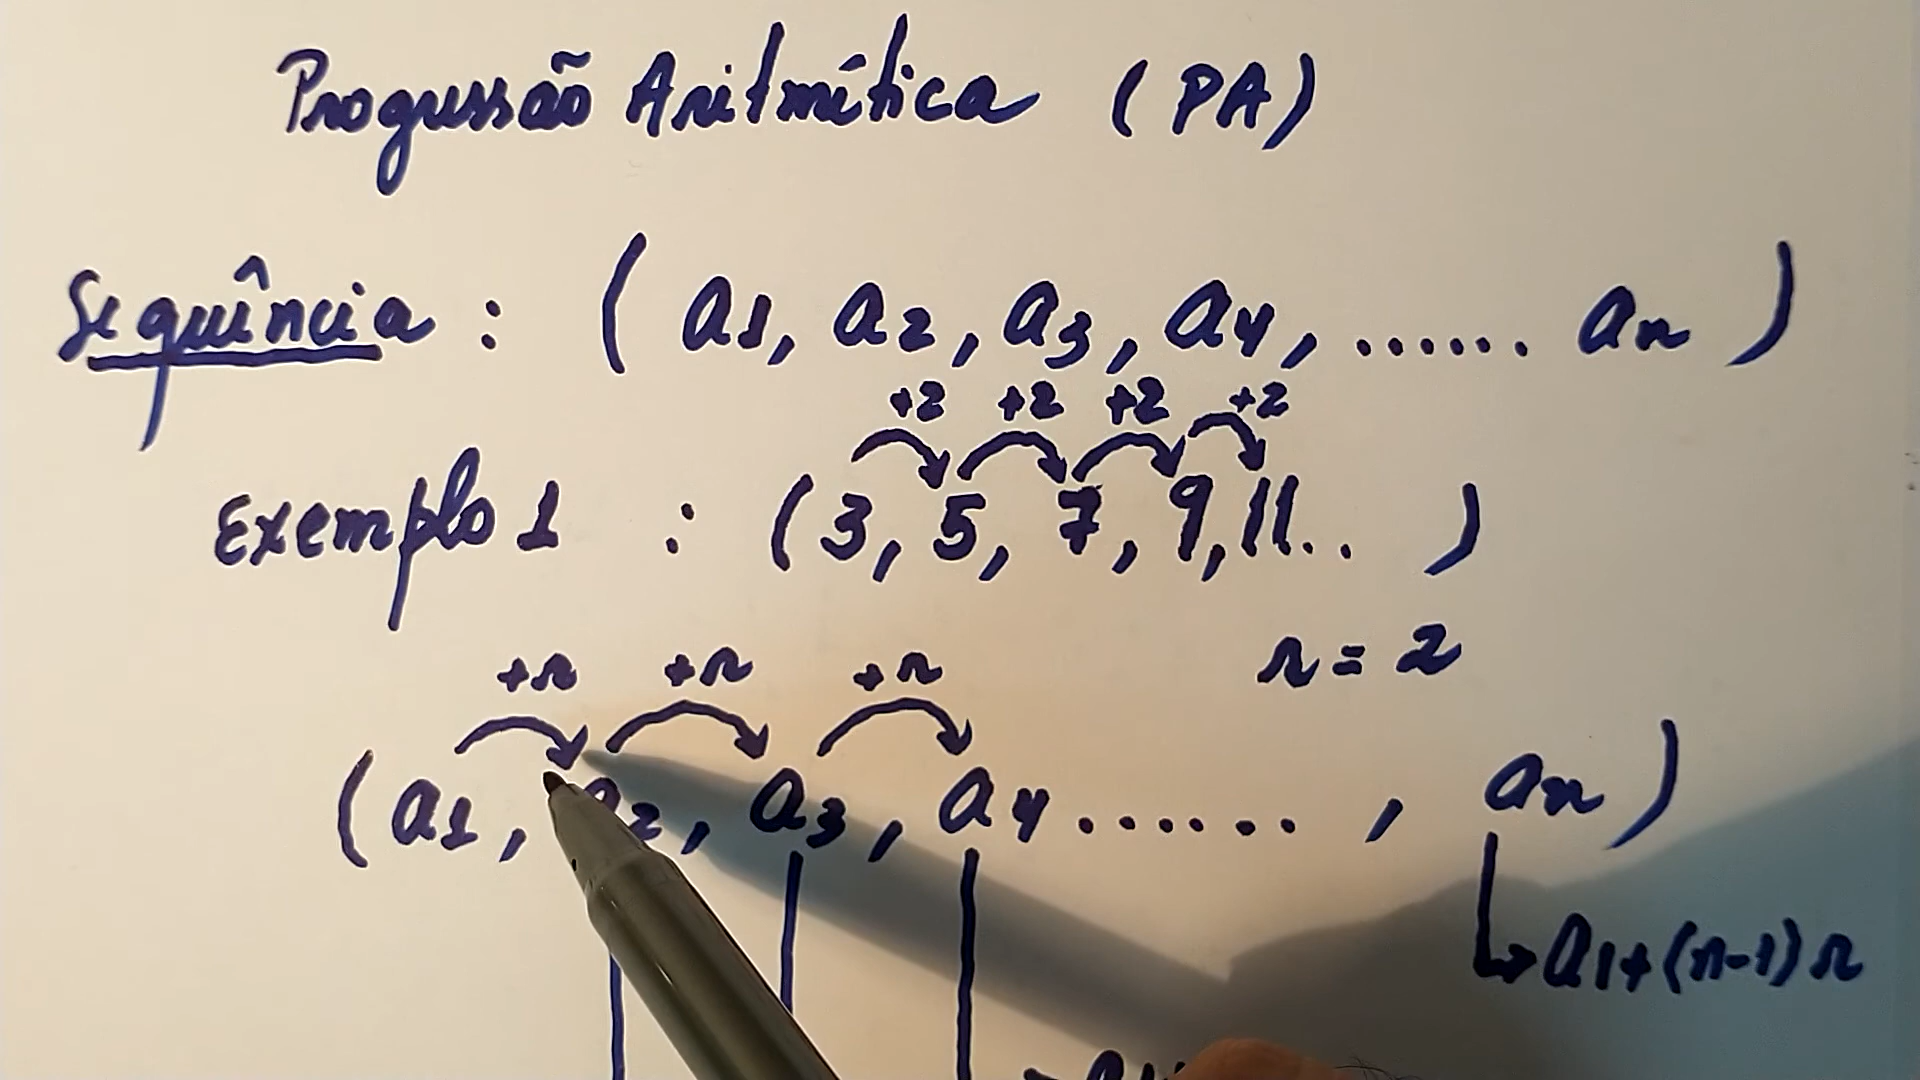 Progressão Aritmética (PA)
Sequência : ( a1, a2, a3, a4, ...... an )
+2 +2 +2 +2
Exemplo 1 : (3, 5, 7, 9, 11.. )
r = 2
+r +r +r
(a1, a2, a3, a4 ......., an)
a1+(n-1)r